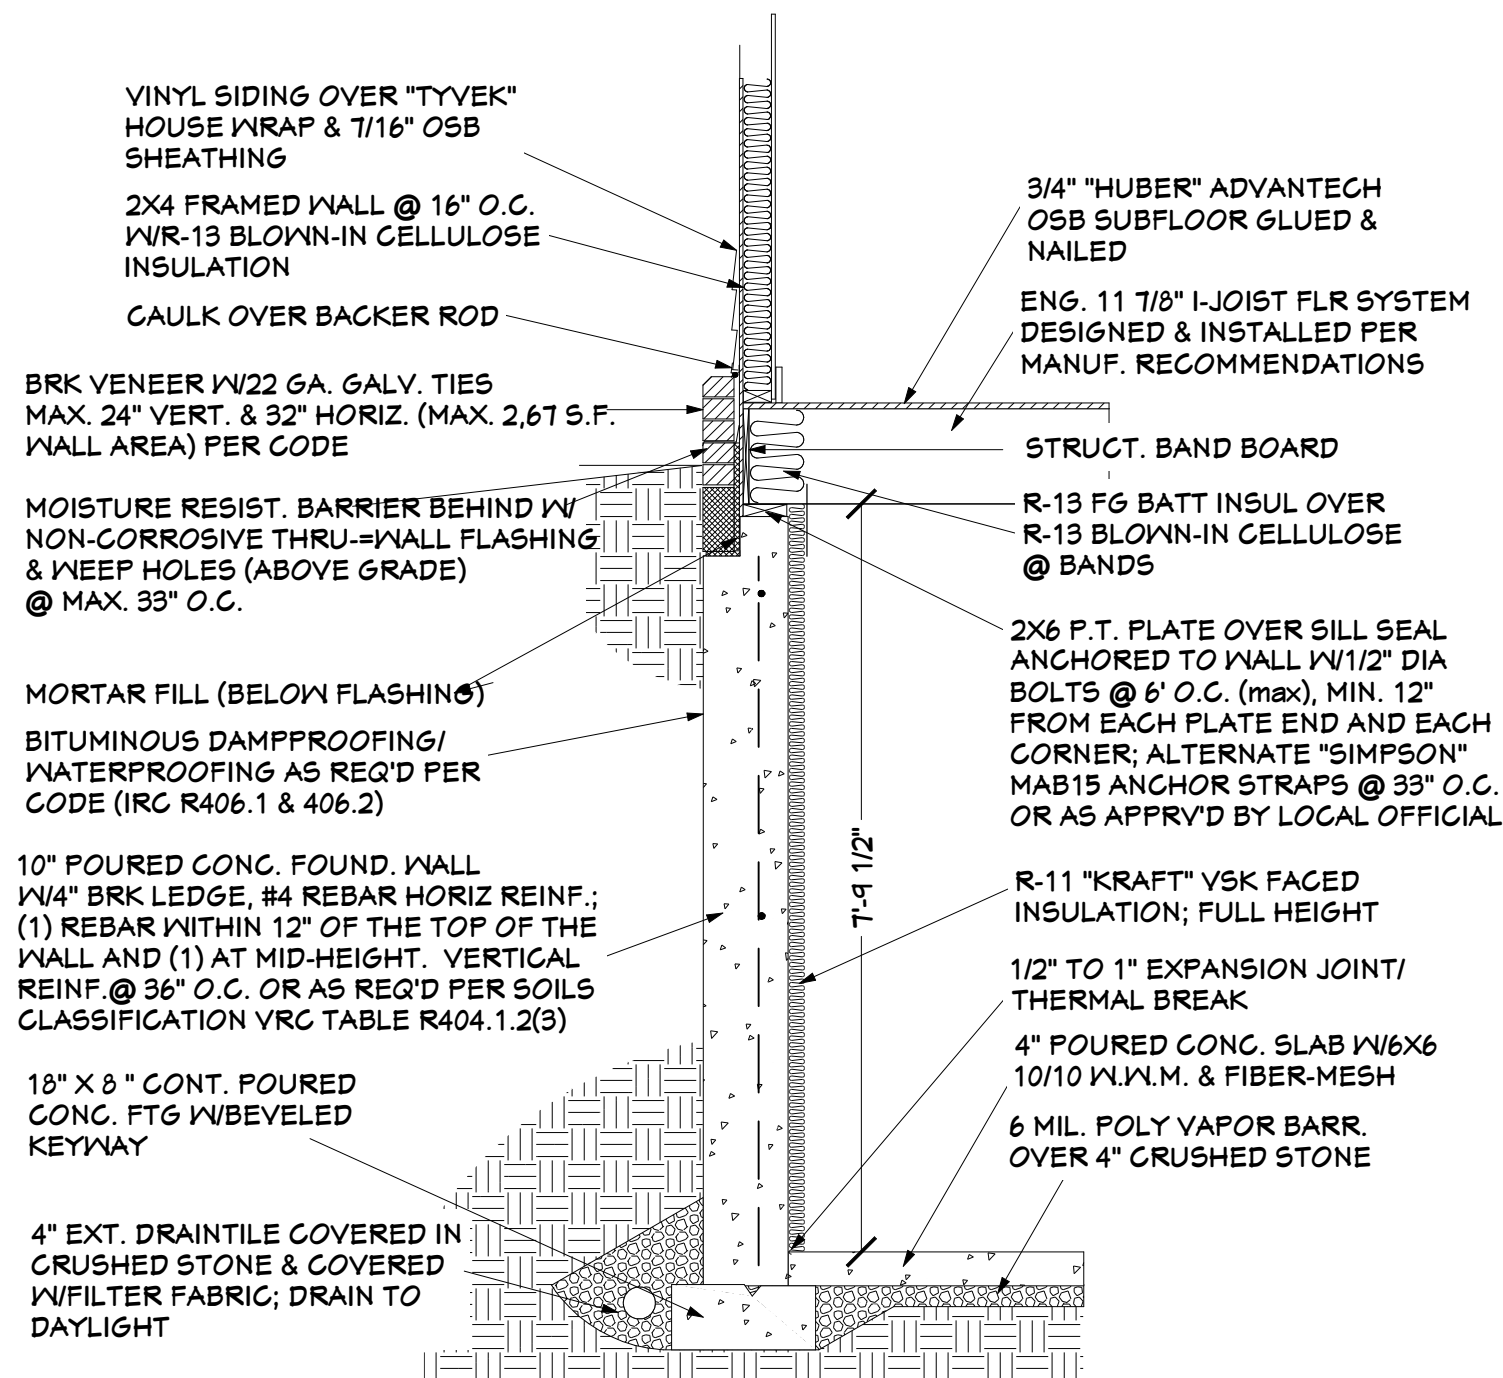 VINYL SIDING OVER "TYVEK"
HOUSE WRAP & 7/16" OSB
SHEATHING
2X4 FRAMED WALL @ 16" O.C.
W/R-13 BLOWN-IN CELLULOSE
INSULATION
CAULK OVER BACKER ROD
BRK VENEER W/22 GA. GALV. TIES
MAX. 24" VERT. & 32" HORIZ. (MAX. 2,67 S.F.
WALL AREA) PER CODE
MOISTURE RESIST. BARRIER BEHIND W/
NON-CORROSIVE THRU-=WALL FLASHING
& WEEP HOLES (ABOVE GRADE)
@ MAX. 33" O.C.
MORTAR FILL (BELOW FLASHING)
BITUMINOUS DAMPPROOFING/
WATERPROOFING AS REQ'D PER
CODE (IRC R406.1 & 406.2)
10" POURED CONC. FOUND. WALL
W/4" BRK LEDGE, #4 REBAR HORIZ REINF.;
(1) REBAR WITHIN 12" OF THE TOP OF THE
WALL AND (1) AT MID-HEIGHT. VERTICAL
REINF.@ 36" O.C. OR AS REQ'D PER SOILS
CLASSIFICATION VRC TABLE R404.1.2(3)
18" X 8 " CONT. POURED
CONC. FTG W/BEVELED
KEYWAY
4" EXT. DRAINTILE COVERED IN
CRUSHED STONE & COVERED
W/FILTER FABRIC; DRAIN TO
DAYLIGHT
3/4" "HUBER" ADVANTECH
OSB SUBFLOOR GLUED &
NAILED
ENG. 11 7/8" I-JOIST FLR SYSTEM
DESIGNED & INSTALLED PER
MANUF. RECOMMENDATIONS
STRUCT. BAND BOARD
R-13 FG BATT INSUL OVER
R-13 BLOWN-IN CELLULOSE
@ BANDS
2X6 P.T. PLATE OVER SILL SEAL
ANCHORED TO WALL W/1/2" DIA
BOLTS @ 6' O.C. (max), MIN. 12"
FROM EACH PLATE END AND EACH
CORNER; ALTERNATE "SIMPSON"
MAB15 ANCHOR STRAPS @ 33" O.C.
OR AS APPRV'D BY LOCAL OFFICIAL
7'-9 1/2"
R-11 "KRAFT" VSK FACED
INSULATION; FULL HEIGHT
1/2" TO 1" EXPANSION JOINT/
THERMAL BREAK
4" POURED CONC. SLAB W/6X6
10/10 W.W.M. & FIBER-MESH
6 MIL. POLY VAPOR BARR.
OVER 4" CRUSHED STONE